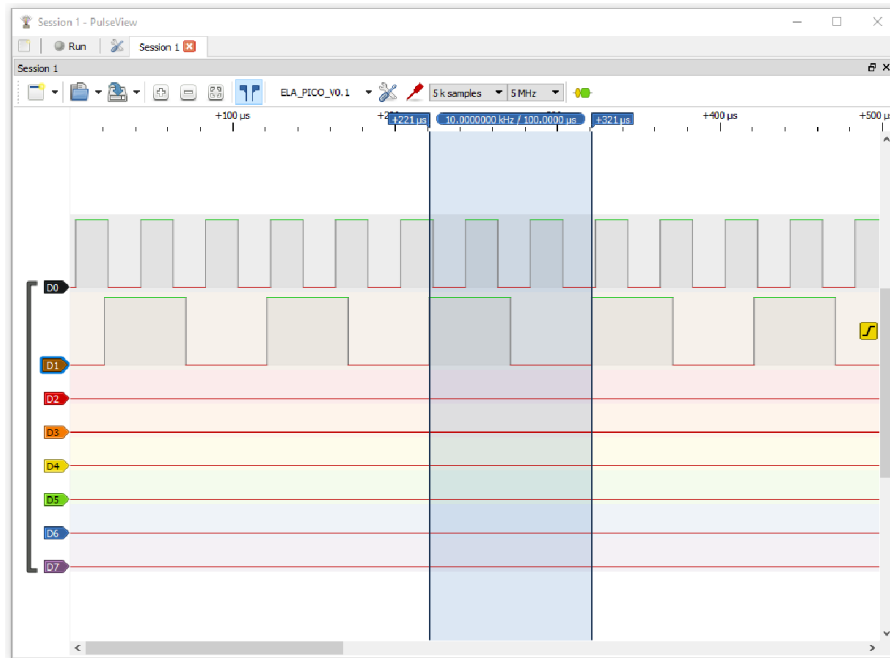 Session 1 - PulseView
Run
Session 1
Session 1
ELA_PICO_V0.1
5 k samples
5 MHz
+100 µs
+221 µs
10.0000000 kHz / 100.0000 µs
+321 µs
+400 µs
+500 µs
D0
D1
D2
D3
D4
D5
D6
D7